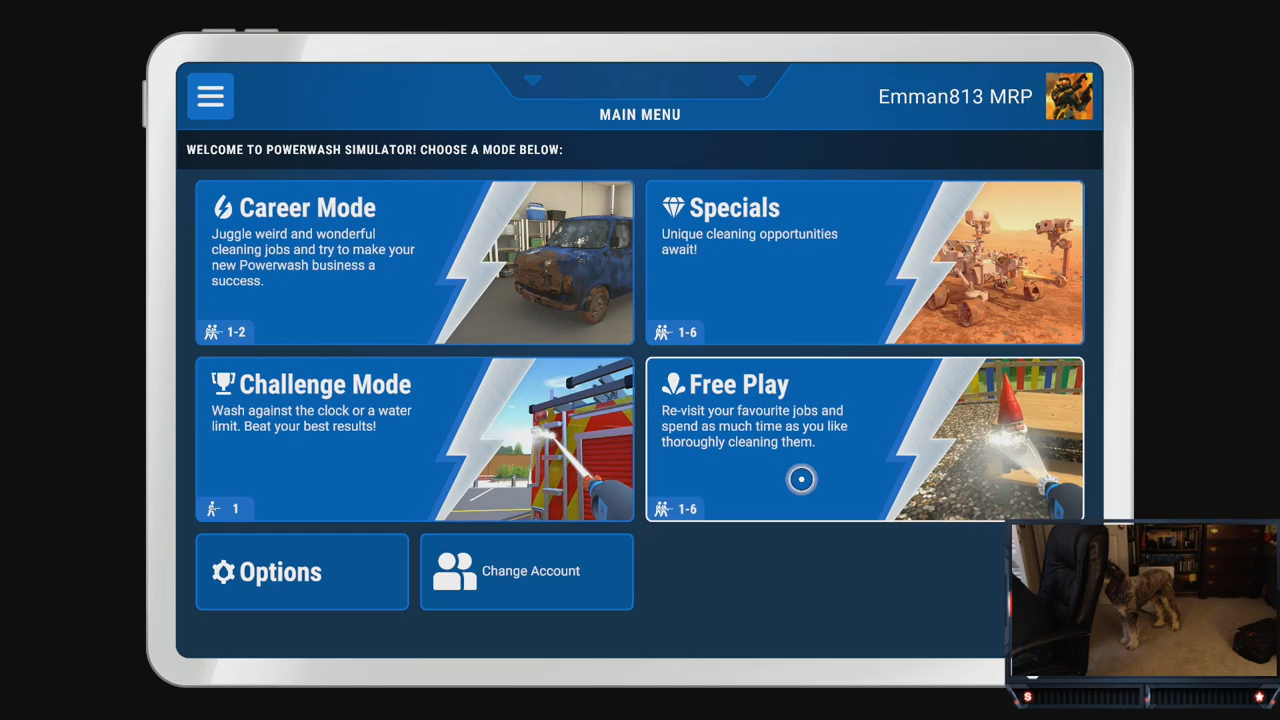 Emman813 MRP
MAIN MENU
WELCOME TO POWERWASH SIMULATOR! CHOOSE A MODE BELOW:
Career Mode
Juggle weird and wonderful
cleaning jobs and try to make your
new Powerwash business a
success.
1-2
Specials
Unique cleaning opportunities
await!
1-6
Challenge Mode
Wash against the clock or a water
limit. Beat your best results!
1
Free Play
Re-visit your favourite jobs and
spend as much time as you like
thoroughly cleaning them.
1-6
Options
Change Account
S